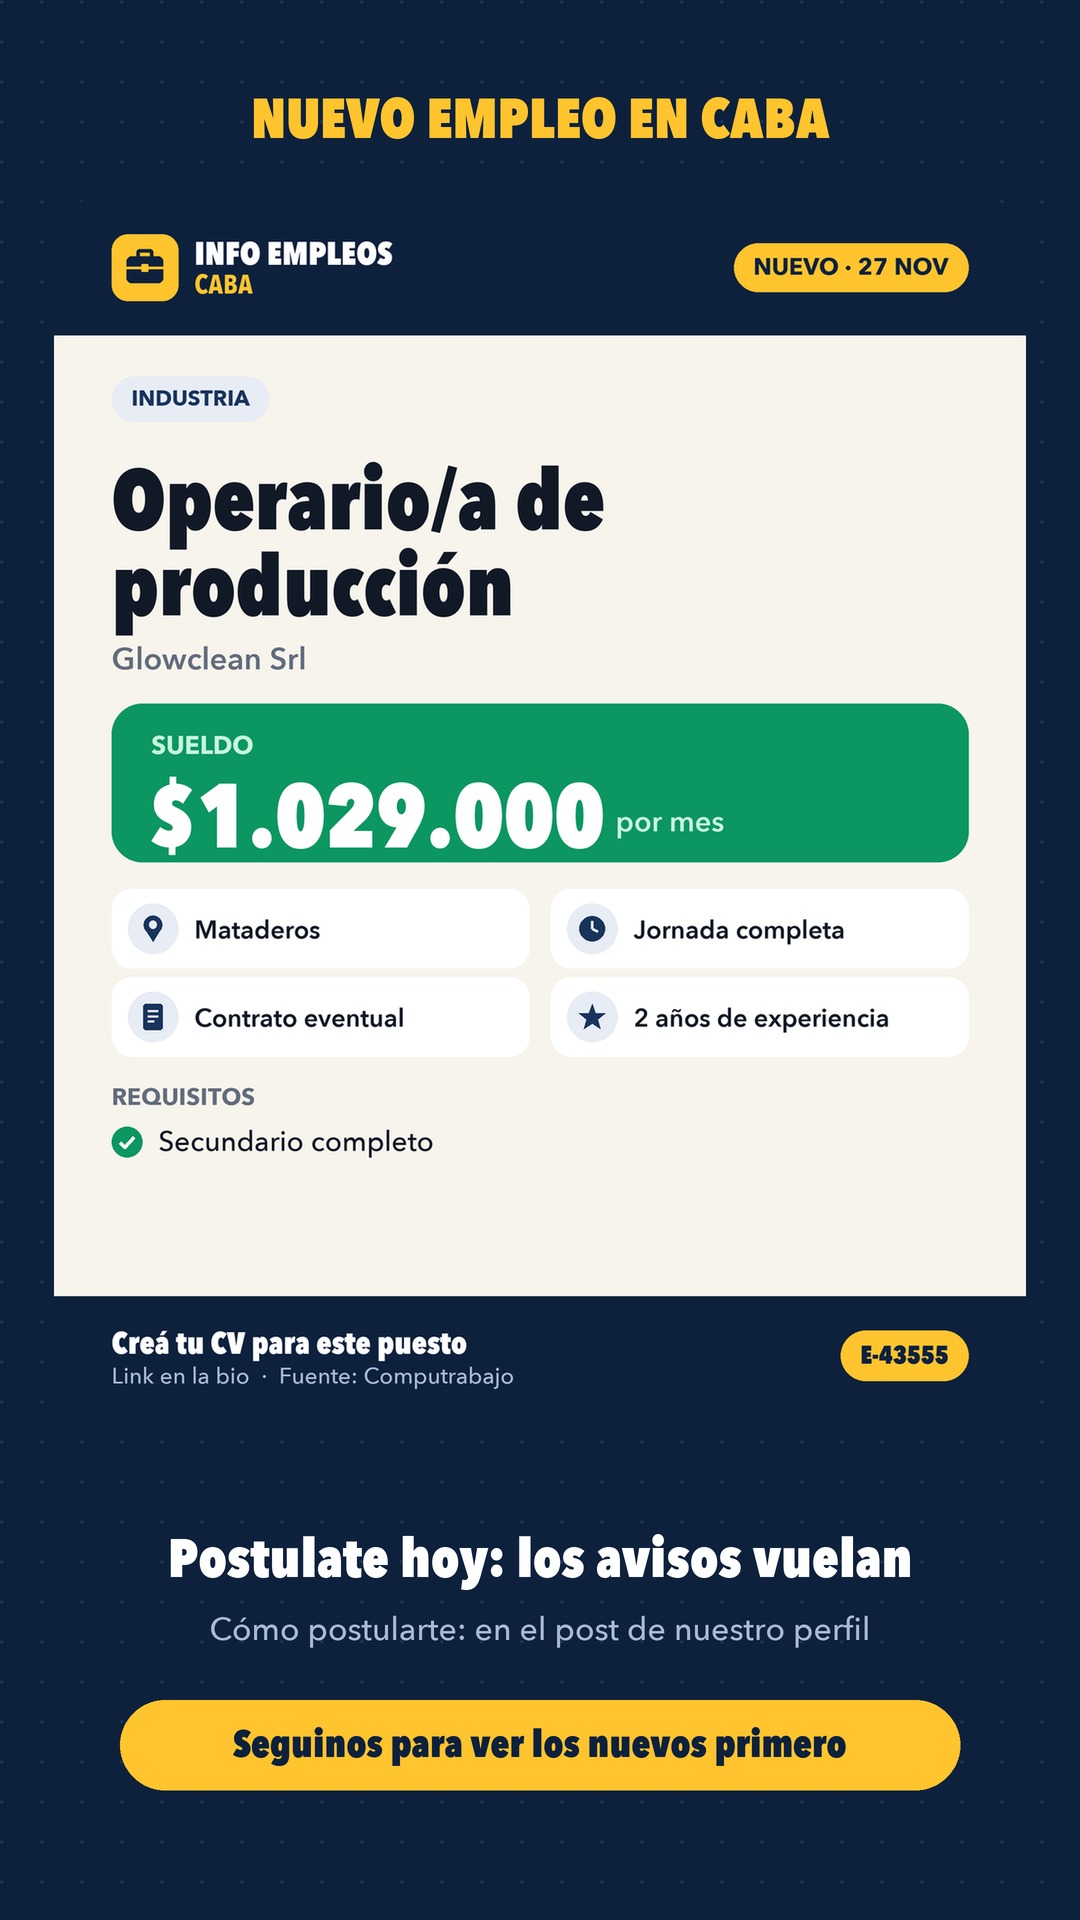 NUEVO EMPLEO EN CABA
INFO EMPLEOS
CABA
NUEVO · 27 NOV
INDUSTRIA
Operario/a de
producción
Glowclean Srl
SUELDO
$1.029.000 por mes
Mataderos
Jornada completa
Contrato eventual
2 años de experiencia
REQUISITOS
Secundario completo
Creá tu CV para este puesto
Link en la bio · Fuente: Computrabajo
E-43555
Postulate hoy: los avisos vuelan
Cómo postularte: en el post de nuestro perfil
Seguinos para ver los nuevos primero